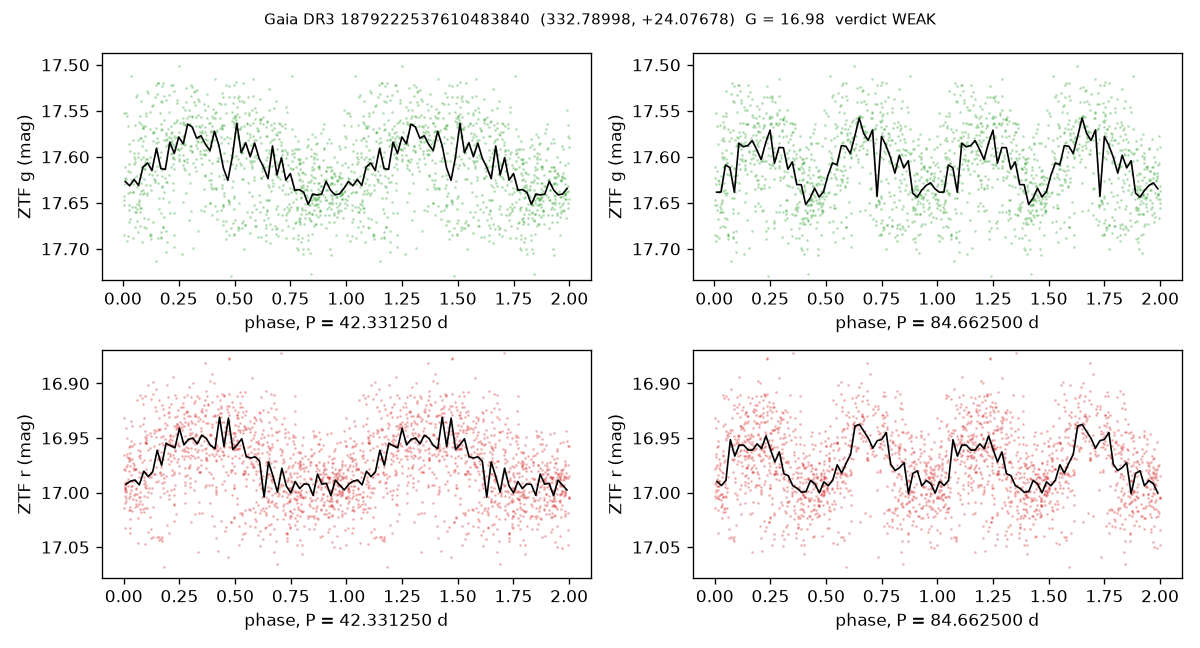 Gaia DR3 1879222537610483840 (332.78998, +24.07678) G = 16.98 verdict WEAK
ZTF g (mag)
17.50
17.55
17.60
17.65
17.70
0.00 0.25 0.50 0.75 1.00 1.25 1.50 1.75 2.00
phase, P = 42.331250 d
ZTF g (mag)
17.50
17.55
17.60
17.65
17.70
0.00 0.25 0.50 0.75 1.00 1.25 1.50 1.75 2.00
phase, P = 84.662500 d
ZTF r (mag)
16.90
16.95
17.00
17.05
0.00 0.25 0.50 0.75 1.00 1.25 1.50 1.75 2.00
phase, P = 42.331250 d
ZTF r (mag)
16.90
16.95
17.00
17.05
0.00 0.25 0.50 0.75 1.00 1.25 1.50 1.75 2.00
phase, P = 84.662500 d